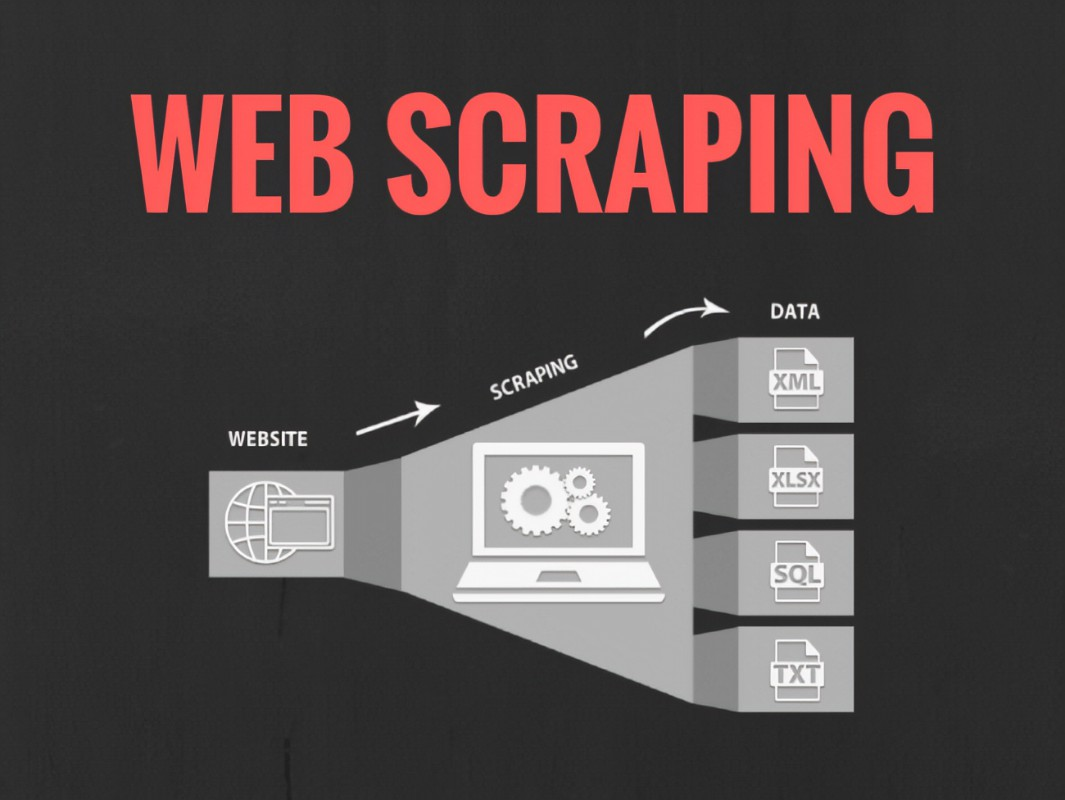 WEB SCRAPING
DATA
SCRAPING
WEBSITE
XML
XLSX
SQL
TXT